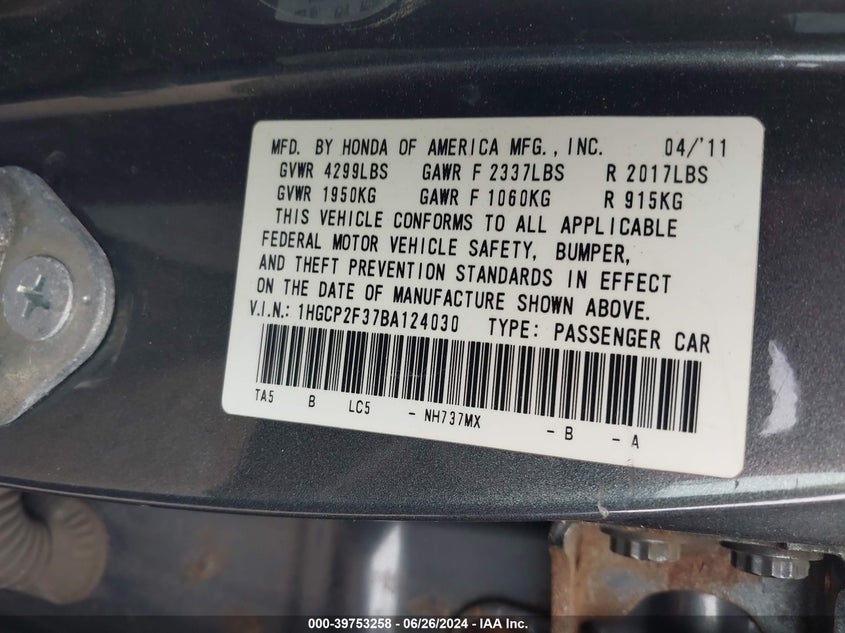 MFD. BY HONDA OF AMERICA MFG., INC. 04/'11
GVWR 4299LBS GAWR F 2337LBS R 2017LBS
GVWR 1950KG GAWR F 1060KG R 915KG
THIS VEHICLE CONFORMS TO ALL APPLICABLE
FEDERAL MOTOR VEHICLE SAFETY, BUMPER,
AND THEFT PREVENTION STANDARDS IN EFFECT
ON THE DATE OF MANUFACTURE SHOWN ABOVE.
V.I.N.: 1HGCP2F37BA124030 TYPE: PASSENGER CAR
TA5 B LC5 - NH737MX - B - A
000-39753258 - 06/26/2024 - IAA Inc.